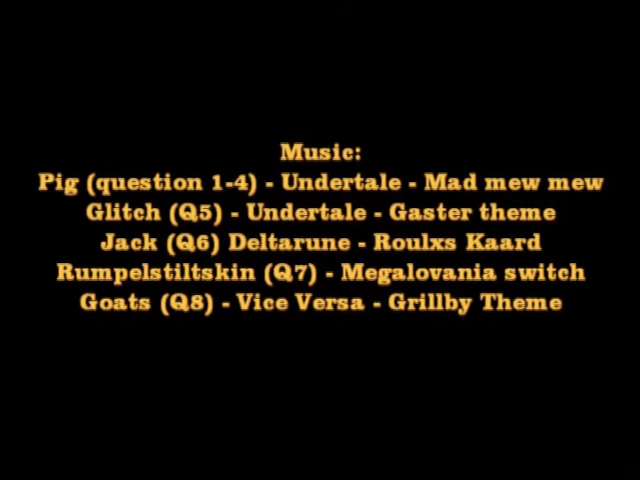 Music:
Pig (question 1-4) - Undertale - Mad mew mew
Glitch (Q5) - Undertale - Gaster theme
Jack (Q6) Deltarune - Roulxs Kaard
Rumpelstiltskin (Q7) - Megalovania switch
Goats (Q8) - Vice Versa - Grillby Theme